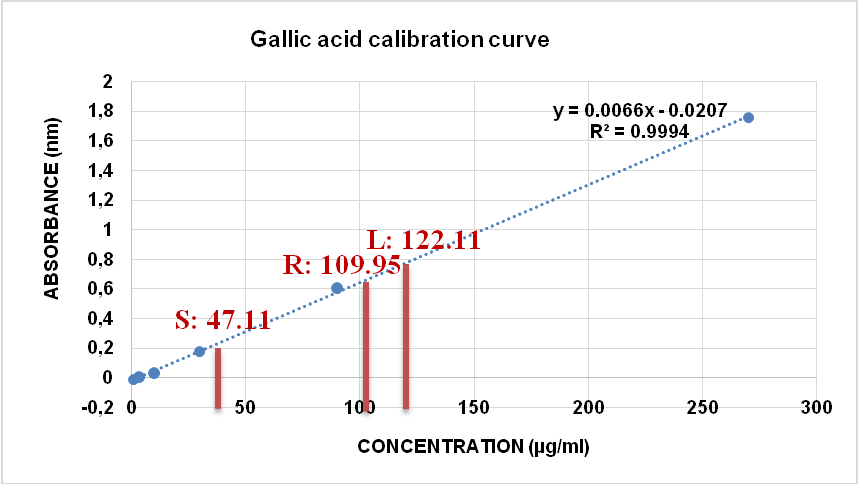 Gallic acid calibration curve
2
1,8
1,6
1,4
1,2
1
0,8
0,6
0,4
0,2
0
-0,2
ABSORBANCE (nm)
y = 0.0066x - 0.0207
R² = 0.9994
L: 122.11
R: 109.95
S: 47.11
0 50 100 150 200 250 300
CONCENTRATION (µg/ml)